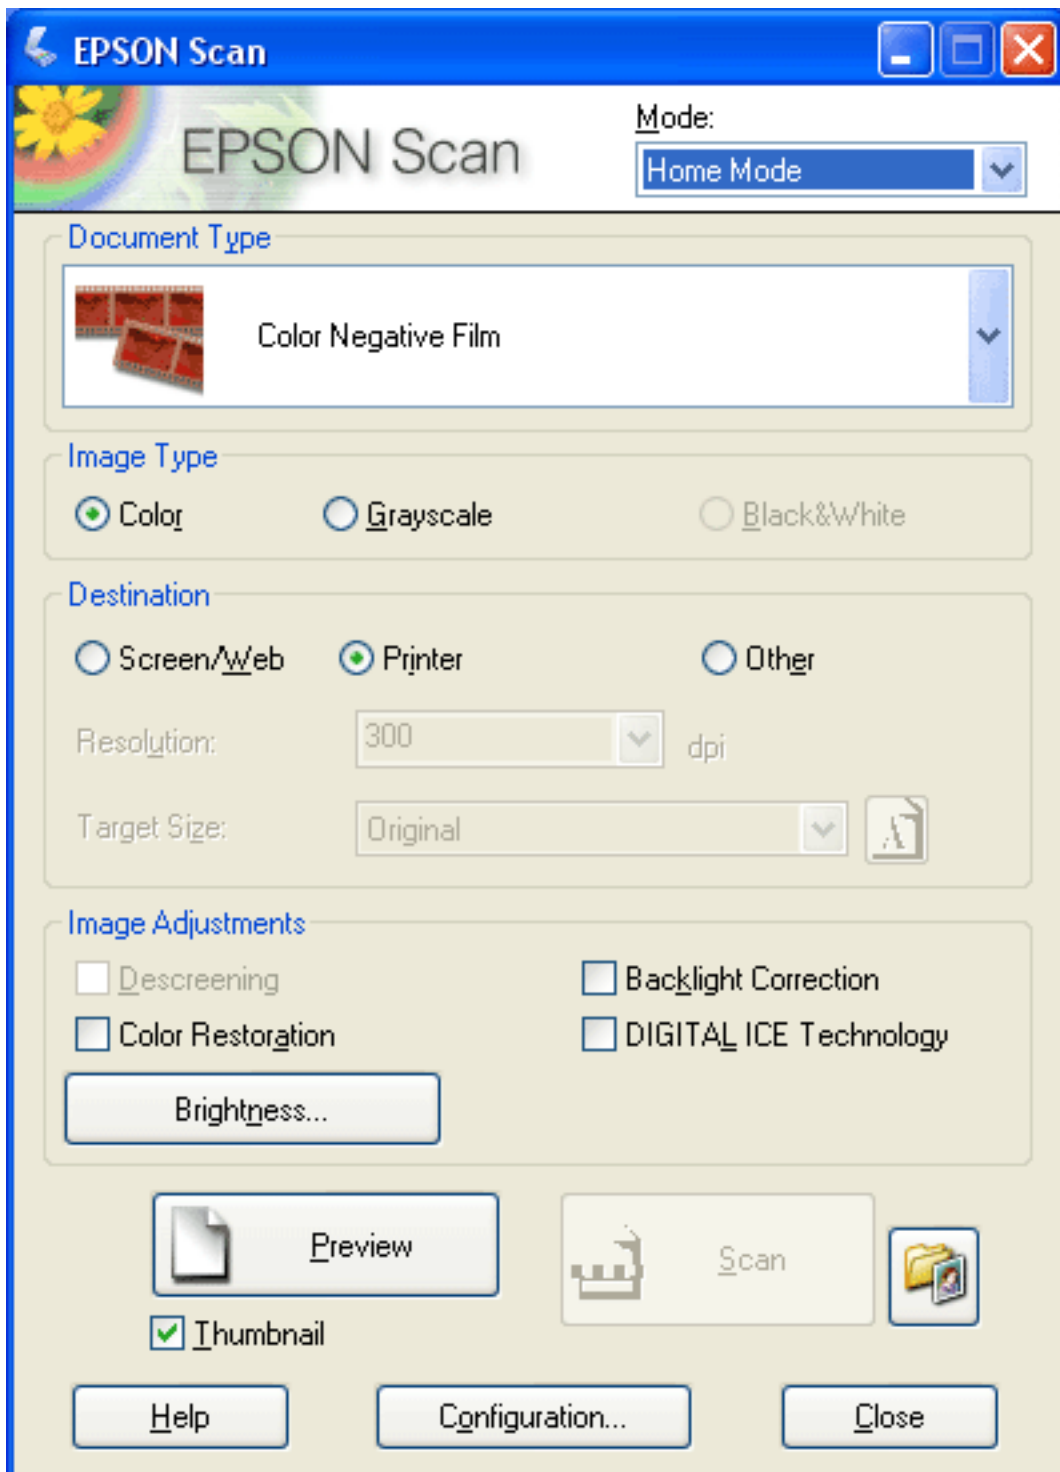 EPSON Scan
EPSON Scan
Mode:
Home Mode
Document Type
Color Negative Film
Image Type
Color Grayscale Black&White
Destination
Screen/Web Printer Other
Resolution: 300 dpi
Target Size: Original
Image Adjustments
Descreening Backlight Correction
Color Restoration DIGITAL ICE Technology
Brightness...
Preview Scan
Thumbnail
Help Configuration... Close